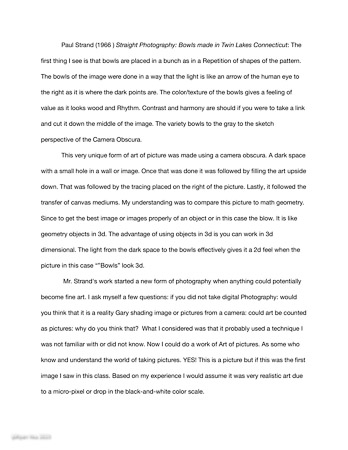 Paul Strand (1966 ) Straight Photography: Bowls made in Twin Lakes Connecticut: The
first thing I see is that bowls are placed in a bunch as in a Repetition of shapes of the pattern.
The bowls of the image were done in a way that the light is like an arrow of the human eye to
the right as it is where the dark points are. The color/texture of the bowls gives a feeling of
value as it looks wood and Rhythm. Contrast and harmony are should if you were to take a link
and cut it down the middle of the image. The variety bowls to the gray to the sketch
perspective of the Camera Obscura.
This very unique form of art of picture was made using a camera obscura. A dark space
with a small hole in a wall or image. Once that was done it was followed by filling the art upside
down. That was followed by the tracing placed on the right of the picture. Lastly, it followed the
transfer of canvas mediums. My understanding was to compare this picture to math geometry.
Since to get the best image or images properly of an object or in this case the blow. It is like
geometry objects in 3d. The advantage of using objects in 3d is you can work in 3d
dimensional. The light from the dark space to the bowls effectively gives it a 2d feel when the
picture in this case “”Bowls” look 3d.
Mr. Strand's work started a new form of photography when anything could potentially
become fine art. I ask myself a few questions: if you did not take digital Photography: would
you think that it is a reality Gary shading image or pictures from a camera: could art be counted
as pictures: why do you think that? What I considered was that it probably used a technique I
was not familiar with or did not know. Now I could do a work of Art of pictures. As some who
know and understand the world of taking pictures. YES! This is a picture but if this was the first
image I saw in this class. Based on my experience I would assume it was very realistic art due
to a micro-pixel or drop in the black-and-white color scale.